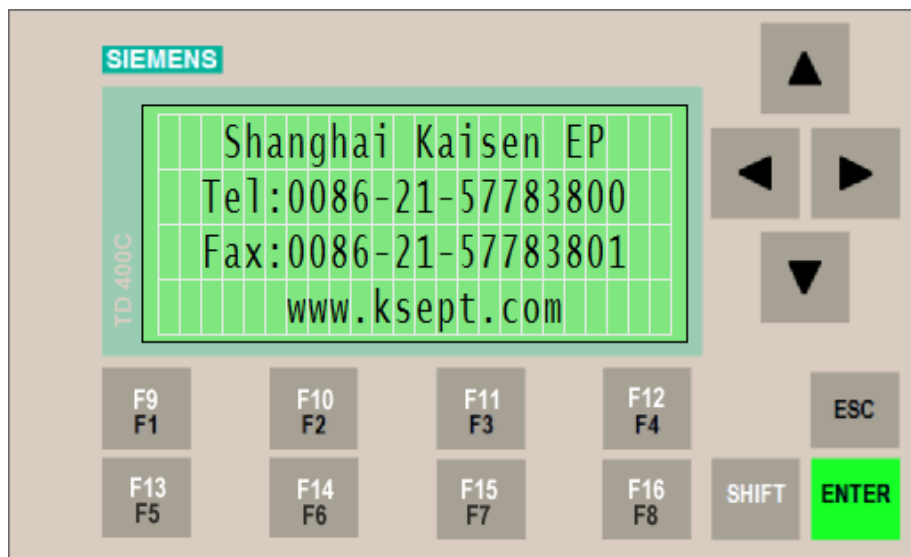 SIEMENS
Shanghai Kaisen EP
Tel:0086-21-57783800
Fax:0086-21-57783801
www.ksept.com
TD 400C
F9
F1
F10
F2
F11
F3
F12
F4
ESC
F13
F5
F14
F6
F15
F7
F16
F8
SHIFT
ENTER